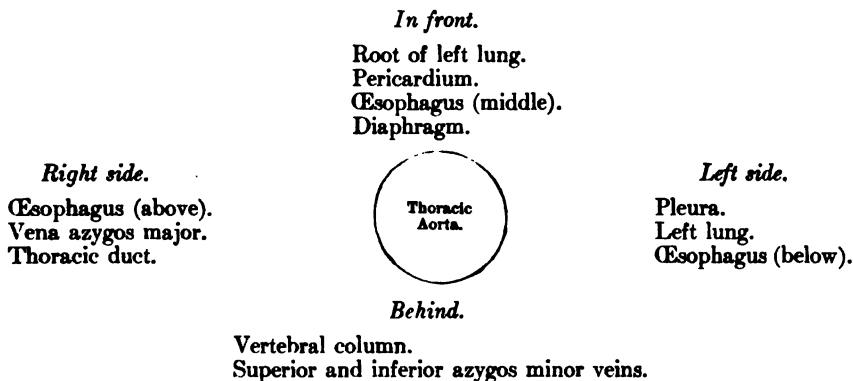 In front.
Root of left lung.
Pericardium.
Œsophagus (middle).
Diaphragm.
Right side.
Œsophagus (above).
Vena azygos major.
Thoracic duct.
Thoracic
Aorta.
Left side.
Pleura.
Left lung.
Œsophagus (below).
Behind.
Vertebral column.
Superior and inferior azygos minor veins.